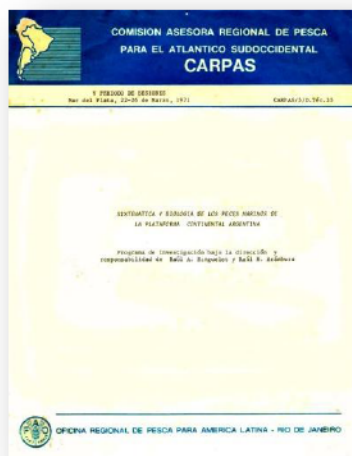 COMISION ASESORA REGIONAL DE PESCA
PARA EL ATLANTICO SUDOCCIDENTAL
CARPAS
V PERIODO DE SESIONES
Mar del Plata, 22-26 de Marzo, 1971
CARPAS/5/D.Téc.10
SISTEMATICA Y BIOLOGIA DE LOS PECES MARINOS DE
LA PLATAFORMA CONTINENTAL ARGENTINA
Programa de investigación bajo la dirección y
responsabilidad de Raúl A. Ringuelet y Raúl H. Arámburu
OFICINA REGIONAL DE PESCA PARA AMERICA LATINA - RIO DE JANEIRO